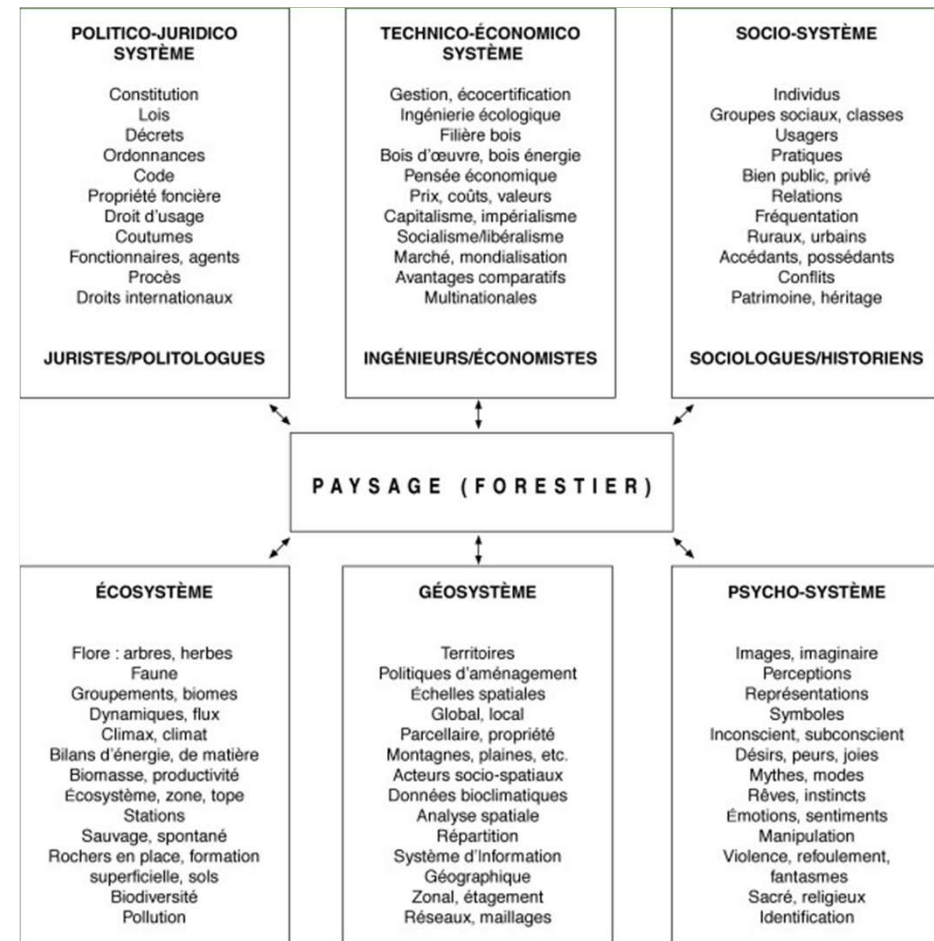 POLITICO-JURIDICO
SYSTÈME
Constitution
Lois
Décrets
Ordonnances
Code
Propriété foncière
Droit d'usage
Coutumes
Fonctionnaires, agents
Procès
Droits internationaux
JURISTES/POLITOLOGUES
TECHNICO-ÉCONOMICO
SYSTÈME
Gestion, écocertification
Ingénierie écologique
Filière bois
Bois d'œuvre, bois énergie
Pensée économique
Prix, coûts, valeurs
Capitalisme, impérialisme
Socialisme/libéralisme
Marché, mondialisation
Avantages comparatifs
Multinationales
INGÉNIEURS/ÉCONOMISTES
SOCIO-SYSTÈME
Individus
Groupes sociaux, classes
Usagers
Pratiques
Bien public, privé
Relations
Fréquentation
Ruraux, urbains
Accédants, possédants
Conflits
Patrimoine, héritage
SOCIOLOGUES/HISTORIENS
PAYSAGE (FORESTIER)
ÉCOSYSTÈME
Flore : arbres, herbes
Faune
Groupements, biomes
Dynamiques, flux
Climax, climat
Bilans d'énergie, de matière
Biomasse, productivité
Écosystème, zone, tope
Stations
Sauvage, spontané
Rochers en place, formation
superficielle, sols
Biodiversité
Pollution
GÉOSYSTÈME
Territoires
Politiques d'aménagement
Échelles spatiales
Global, local
Parcellaire, propriété
Montagnes, plaines, etc.
Acteurs socio-spatiaux
Données bioclimatiques
Analyse spatiale
Répartition
Système d'Information
Géographique
Zonal, étagement
Réseaux, maillages
PSYCHO-SYSTÈME
Images, imaginaire
Perceptions
Représentations
Symboles
Inconscient, subconscient
Désirs, peurs, joies
Mythes, modes
Rêves, instincts
Émotions, sentiments
Manipulation
Violence, refoulement,
fantasmes
Sacré, religieux
Identification